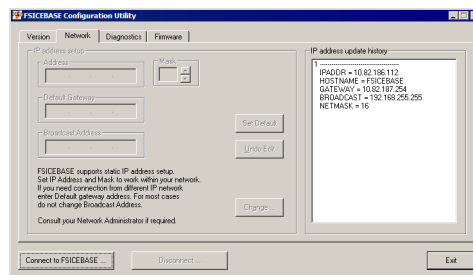 FSICEBASE Configuration Utility
Version Network Diagnostics Firmware
IP address setup
Address
Mask
Default Gateway
Broadcast Address
Set Default
Undo Edit
FSICEBASE supports static IP address setup.
Set IP Address and Mask to work within your network.
If you need connection from different IP network
enter Default gateway address. For most cases
do not change Broadcast Address.
Change ...
Consult your Network Administrator if required.
IP address update history
1 ------------------------------------
IPADDR = 10.82.186.112
HOSTNAME = FSICEBASE
GATEWAY = 10.82.187.254
BROADCAST = 192.168.255.255
NETMASK = 16
Connect to FSICEBASE ...
Disconnect ...
Exit